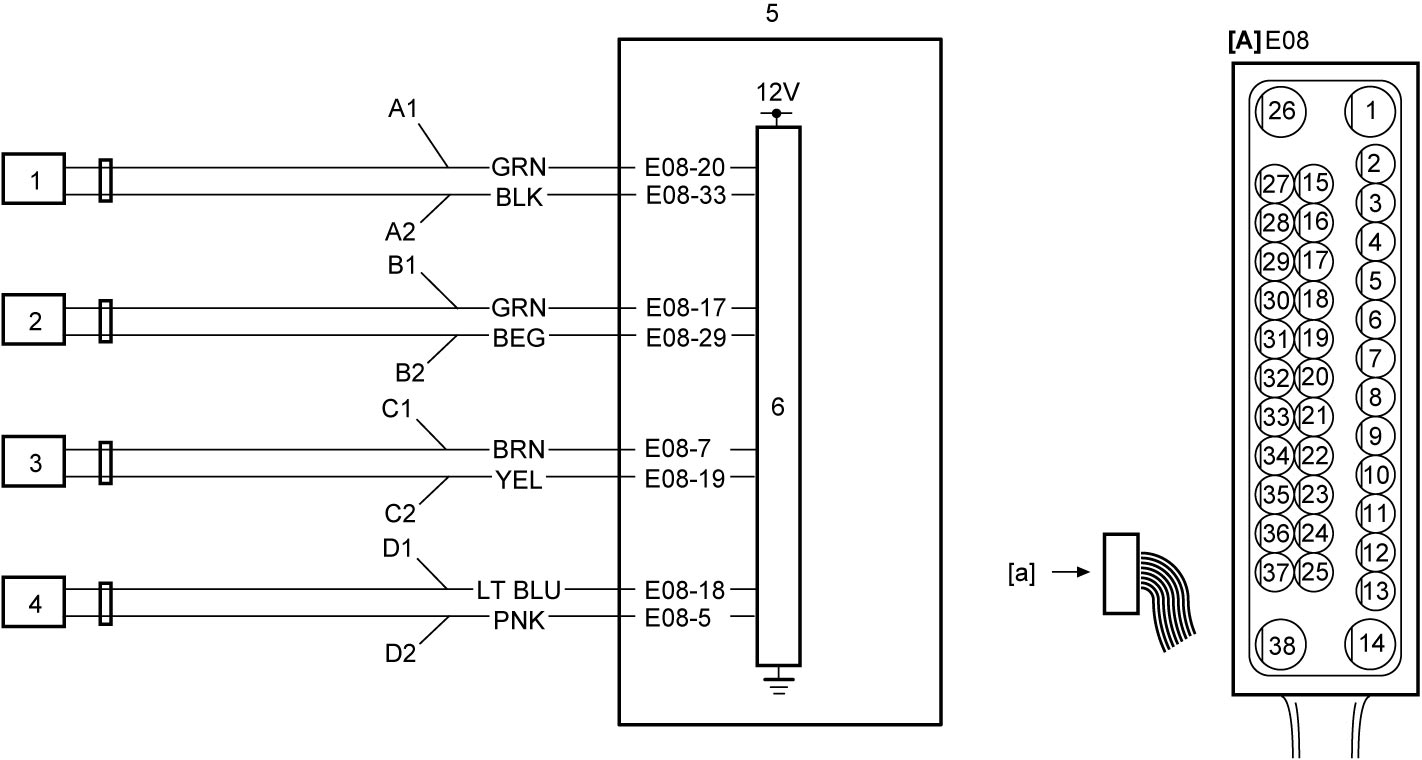 5
[A] E08
12V
A1
1
GRN
E08-20
BLK
E08-33
A2
B1
2
GRN
E08-17
BEG
E08-29
B2
C1
6
3
BRN
E08-7
YEL
E08-19
C2
D1
4
LT BLU
E08-18
PNK
E08-5
D2
[a]
26 1
2
27 15
3
28 16
4
29 17
5
30 18
6
31 19
7
32 20
8
33 21
9
34 22
10
35 23
11
36 24
12
37 25
13
38 14